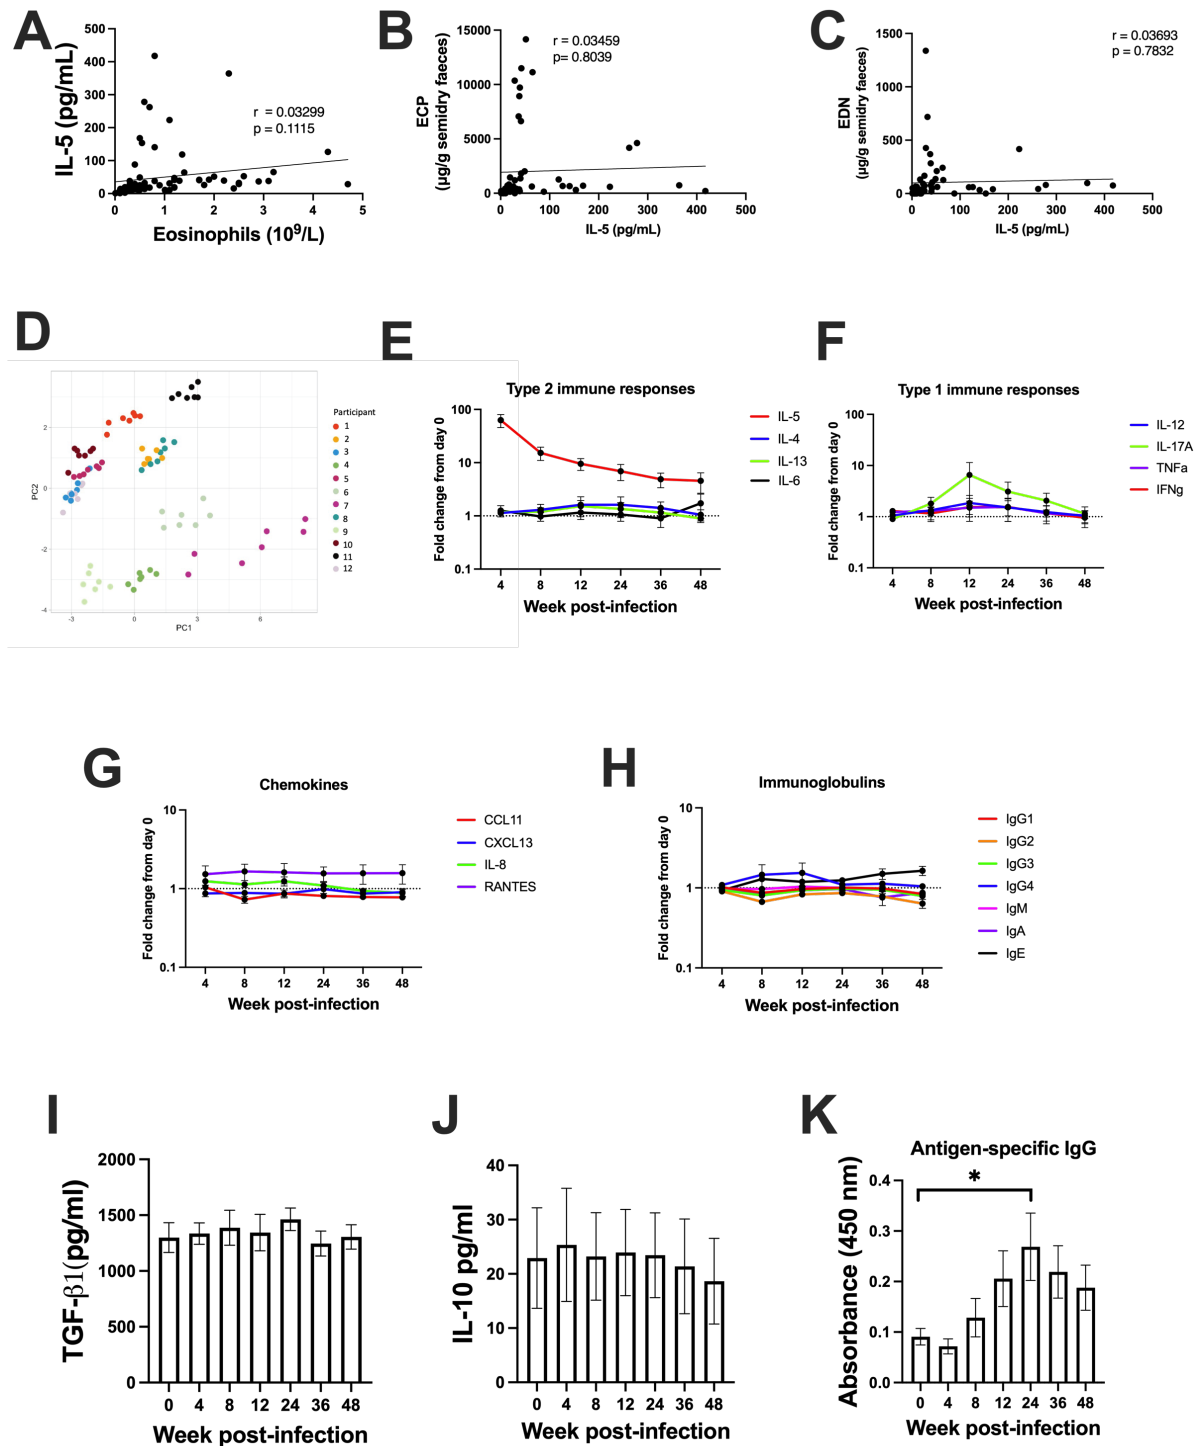 A
IL-5 (pg/mL)
500
400
300
200
100
0
r = 0.03299
p = 0.1115
0 1 2 3 4 5
Eosinophils (10⁹/L)
B
ECP
(µg/g semidry faeces)
15000
10000
5000
0
r = 0.03459
p= 0.8039
0 100 200 300 400 500
IL-5 (pg/mL)
C
EDN
(µg/g semidry faeces)
1500
1000
500
0
r = 0.03693
p = 0.7832
0 100 200 300 400 500
IL-5 (pg/mL)
D
PC2
2
0
-2
-4
-3 0 3 6
PC1
Participant
1
2
3
4
5
6
7
8
9
10
11
12
E
Type 2 immune responses
Fold change from day 0
100
10
1
0.1
4 8 12 24 36 48
Week post-infection
IL-5
IL-4
IL-13
IL-6
F
Type 1 immune responses
Fold change from day 0
100
10
1
0.1
4 8 12 24 36 48
Week post-infection
IL-12
IL-17A
TNFa
IFNg
G
Chemokines
Fold change from day 0
10
1
0.1
4 8 12 24 36 48
Week post-infection
CCL11
CXCL13
IL-8
RANTES
H
Immunoglobulins
Fold change from day 0
10
1
0.1
4 8 12 24 36 48
Week post-infection
IgG1
IgG2
IgG3
IgG4
IgM
IgA
IgE
I
TGF-β1(pg/ml)
2000
1500
1000
500
0
0 4 8 12 24 36 48
Week post-infection
J
IL-10 pg/ml
40
30
20
10
0
0 4 8 12 24 36 48
Week post-infection
K
Antigen-specific IgG
Absorbance (450 nm)
*
0.4
0.3
0.2
0.1
0.0
0 4 8 12 24 36 48
Week post-infection